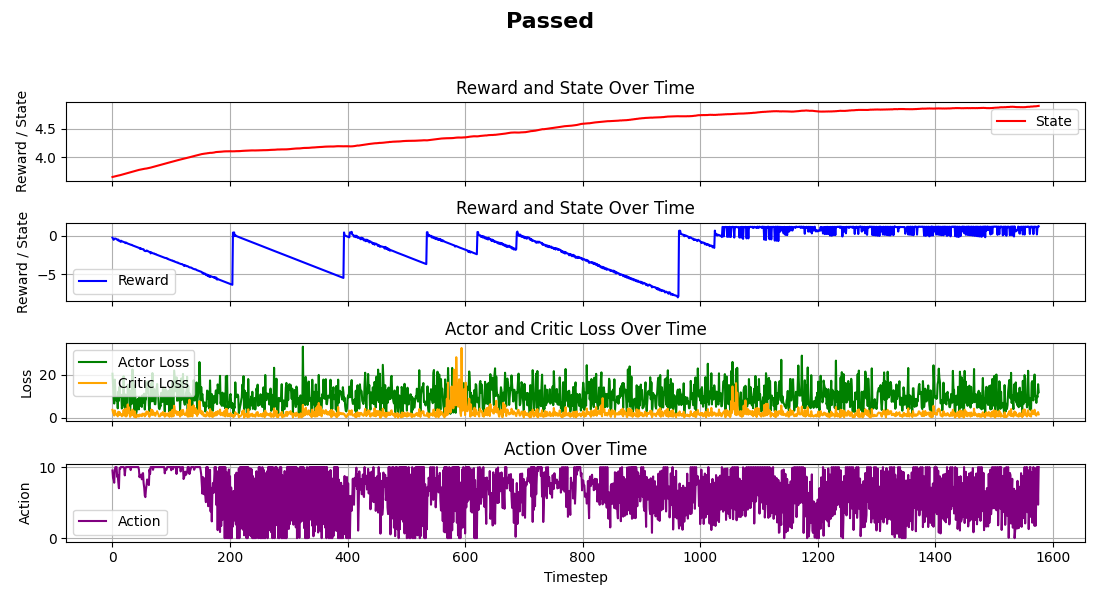 Passed
Reward and State Over Time
Reward / State
4.5
4.0
State
Reward and State Over Time
Reward / State
0
−5
Reward
Actor and Critic Loss Over Time
Loss
20
0
Actor Loss
Critic Loss
Action Over Time
Action
10
0
Action
0 200 400 600 800 1000 1200 1400 1600
Timestep